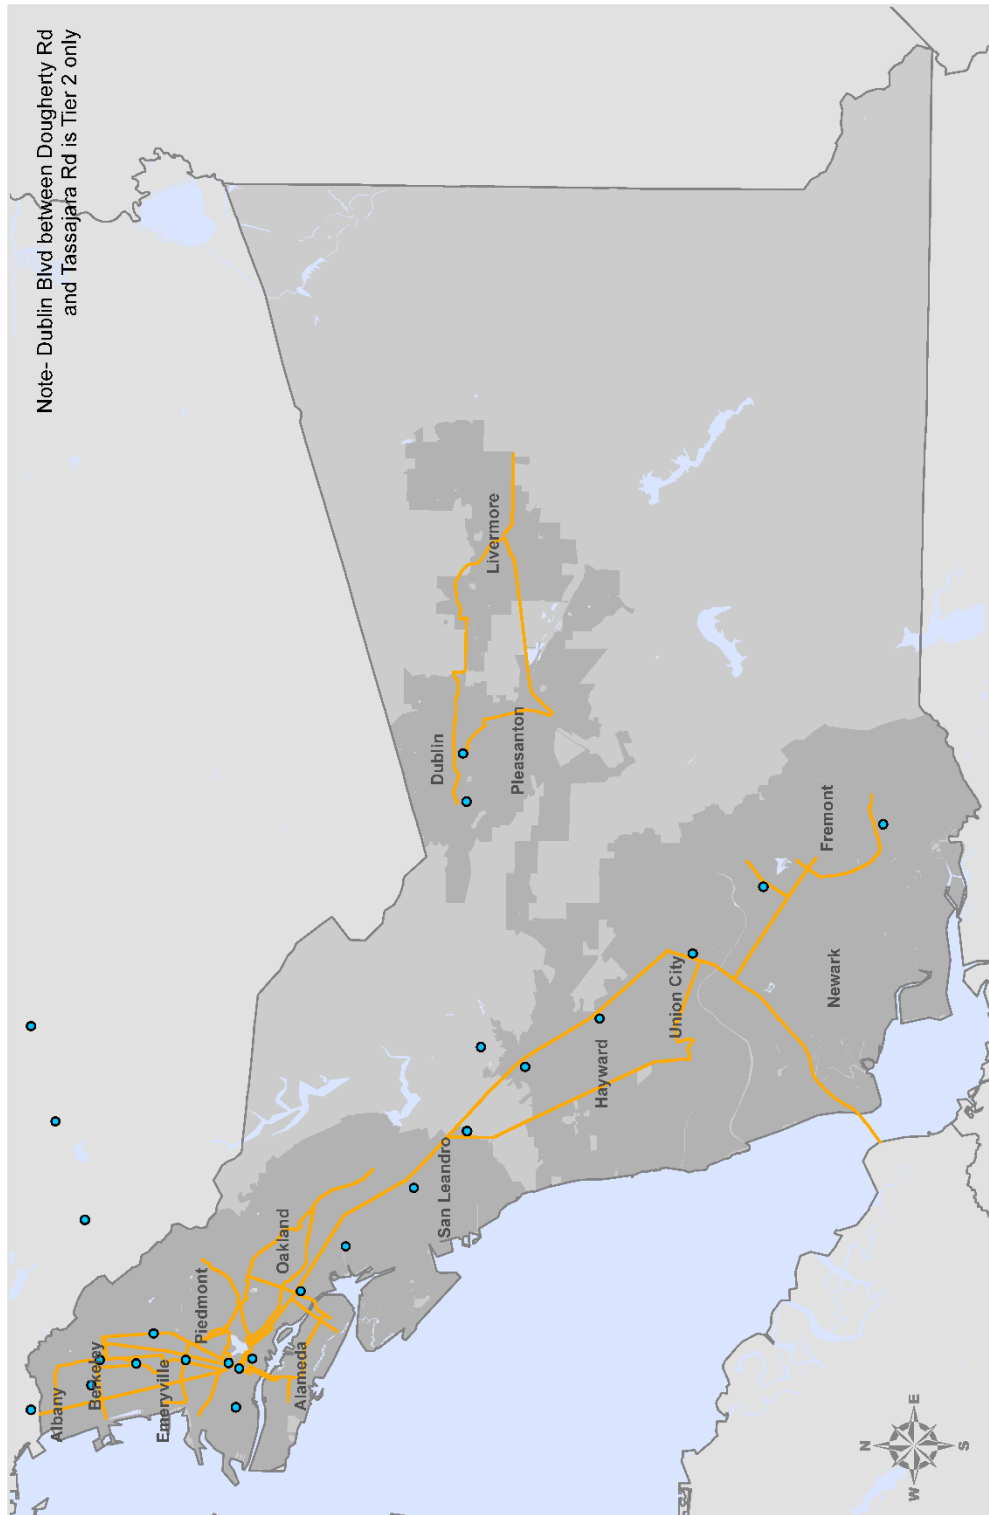 Note- Dublin Blvd between Dougherty Rd
and Tassajara Rd is Tier 2 only
Albany
Berkeley
Emeryville
Piedmont
Oakland
Alameda
San Leandro
Hayward
Union City
Newark
Fremont
Dublin
Pleasanton
Livermore
N
W
E
S